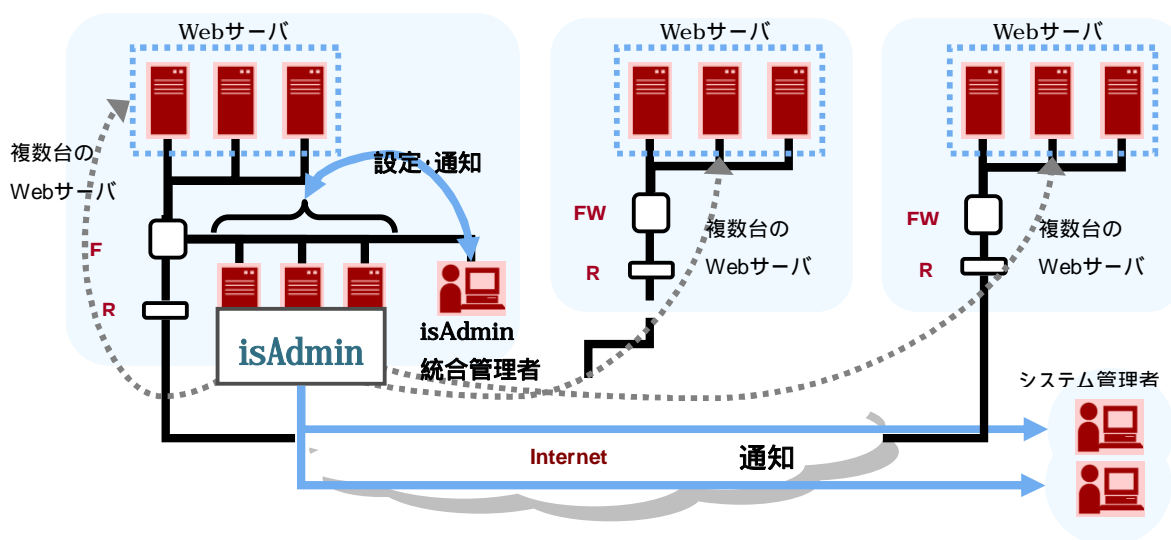 Webサーバ
Webサーバ
Webサーバ
複数台の
Webサーバ
設定・通知
F
R
isAdmin
isAdmin
統合管理者
FW
R
複数台の
Webサーバ
FW
R
複数台の
Webサーバ
システム管理者
Internet
通知